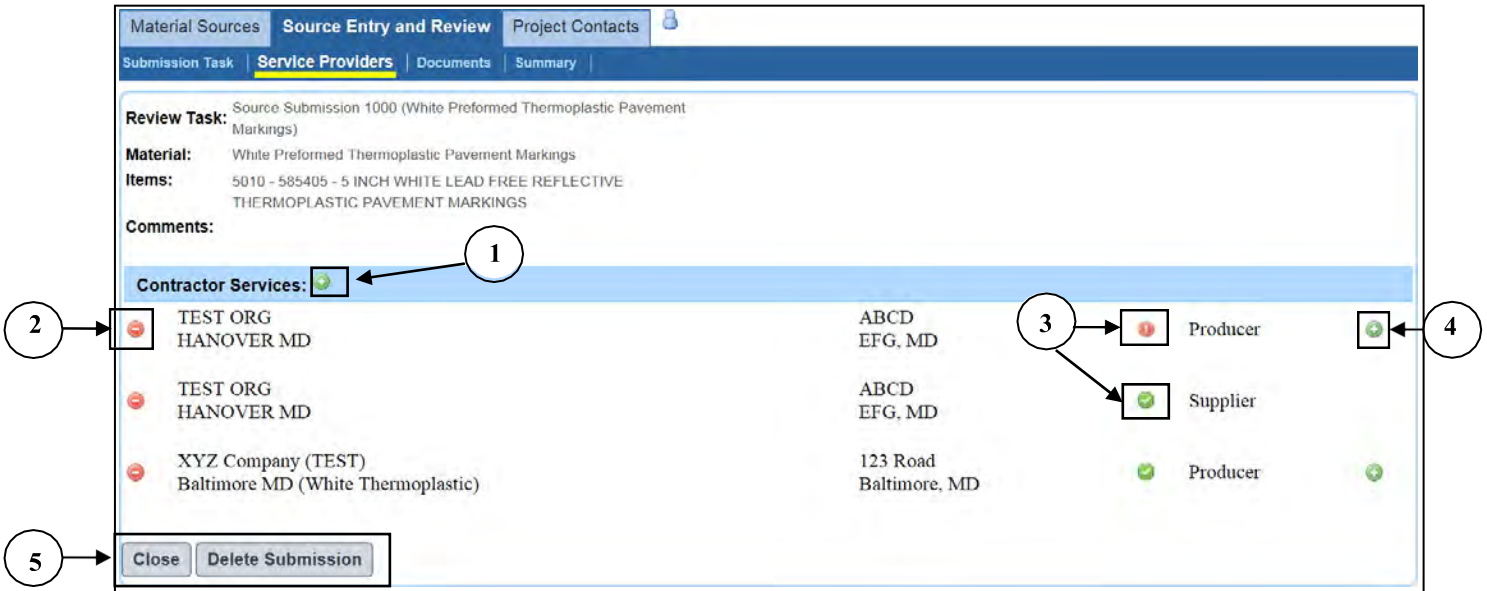 Material Sources Source Entry and Review Project Contacts
Submission Task | Service Providers | Documents | Summary |
Review Task: Source Submission 1000 (White Preformed Thermoplastic Pavement
Markings)
Material: White Preformed Thermoplastic Pavement Markings
Items: 5010 - 585405 - 5 INCH WHITE LEAD FREE REFLECTIVE
THERMOPLASTIC PAVEMENT MARKINGS
Comments:
1
Contractor Services:
2
TEST ORG ABCD
HANOVER MD EFG, MD
3
Producer
4
TEST ORG ABCD
HANOVER MD EFG, MD
Supplier
XYZ Company (TEST) 123 Road
Baltimore MD (White Thermoplastic) Baltimore, MD
Producer
5
Close Delete Submission